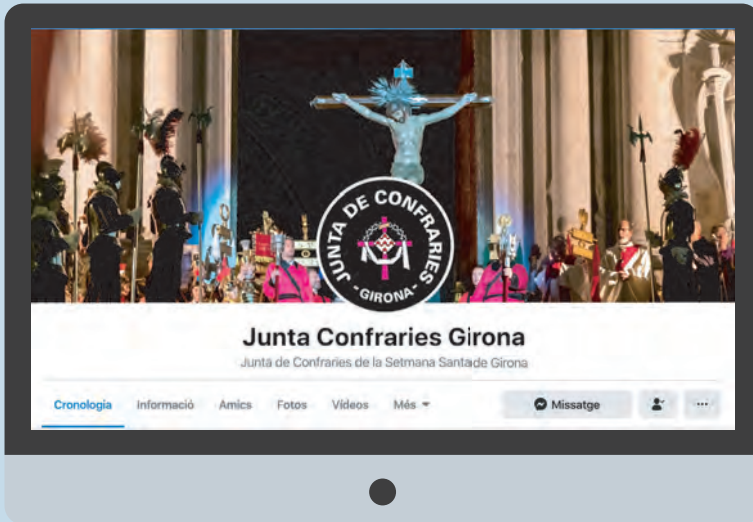 JUNTA DE CONFRARIES
- GIRONA -
Junta Confraries Girona
Junta de Confraries de la Setmana Santa de Girona
Cronologia Informació Amics Fotos Vídeos Més Missatge